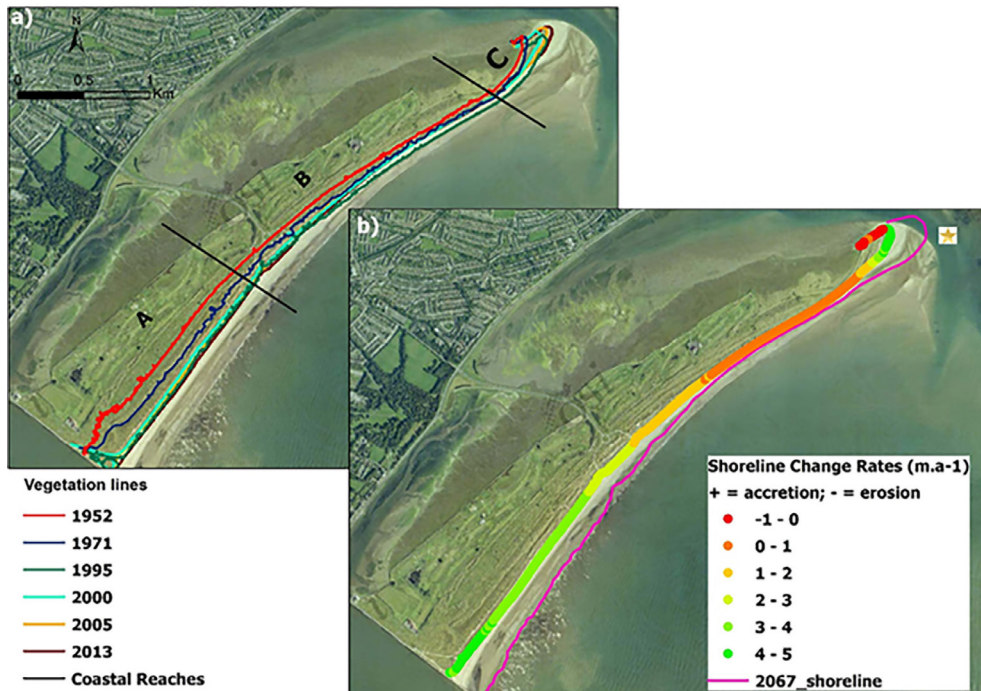 a)
N
0 0.5 1
Km
C
B
A
b)
Vegetation lines
1952
1971
1995
2000
2005
2013
Coastal Reaches
Shoreline Change Rates (m.a-1)
+ = accretion; - = erosion
-1 - 0
0 - 1
1 - 2
2 - 3
3 - 4
4 - 5
2067_shoreline